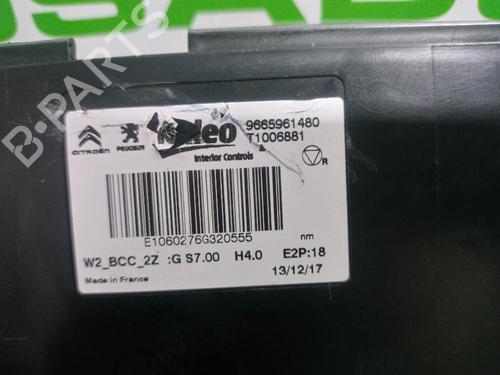 B-PARTS
CITROËN PEUGEOT 9665961480
T1006881
Interior Controls R
E1060276G320555 nm
W2_BCC_2Z :G S7.00 H4.0 E2P:18
Made in France 13/12/17